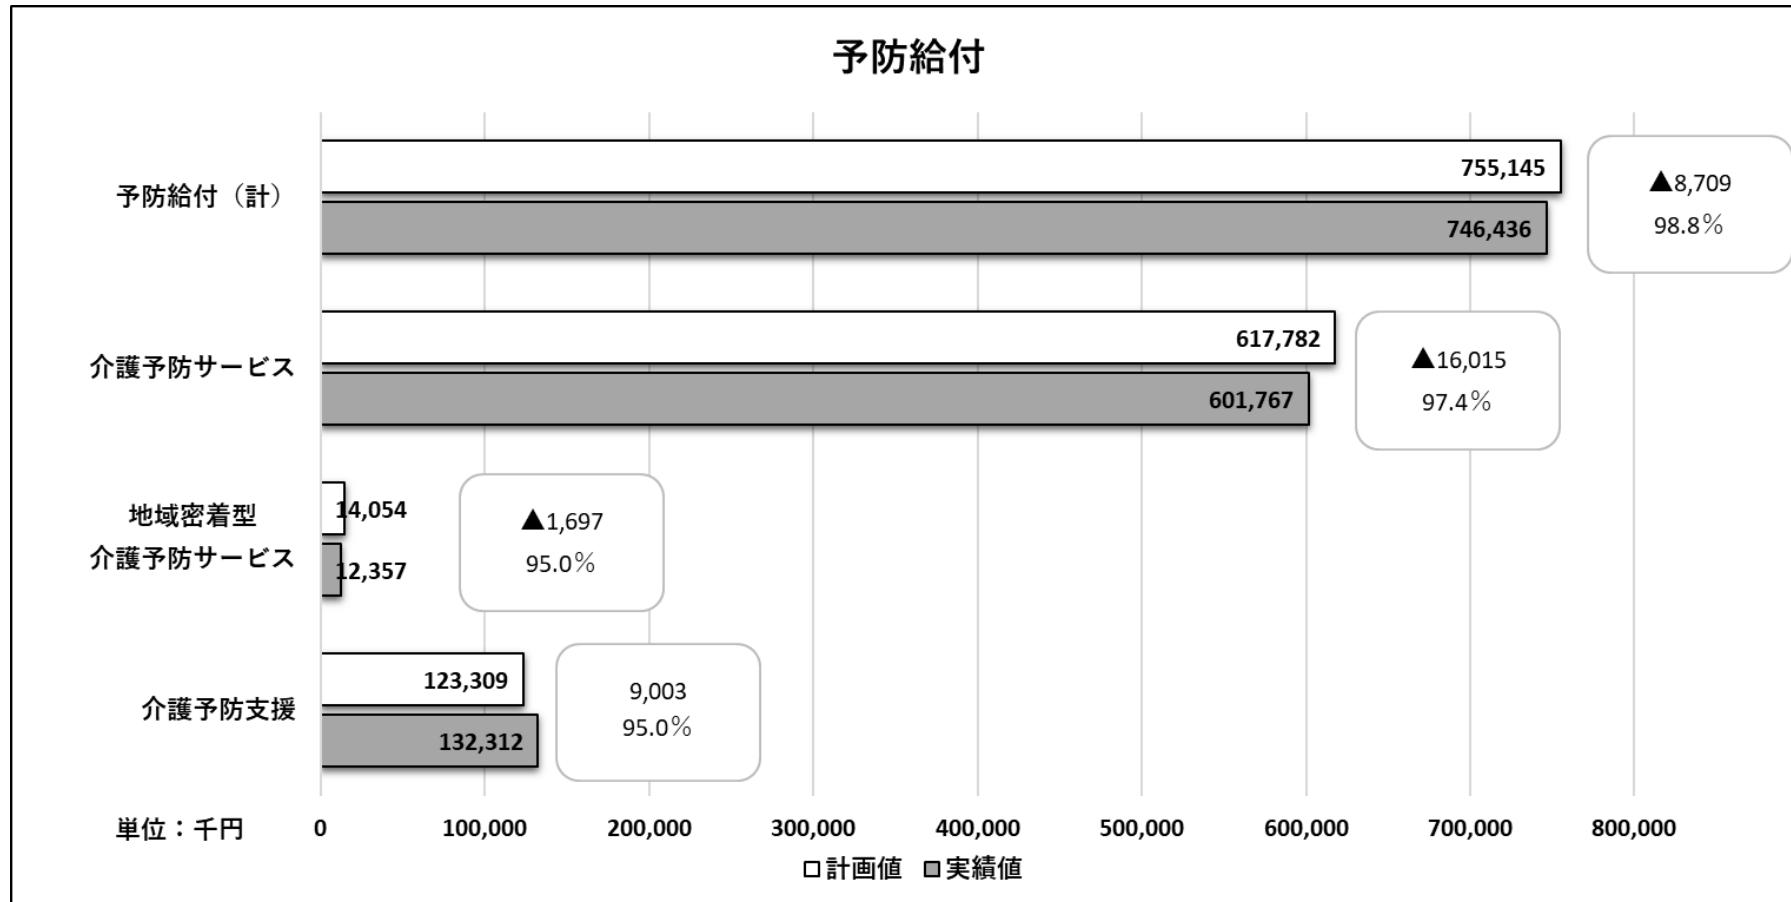 予防給付
予防給付（計）
755,145
746,436
▲8,709
98.8％
介護予防サービス
617,782
601,767
▲16,015
97.4％
地域密着型
介護予防サービス
14,054
12,357
▲1,697
95.0％
介護予防支援
123,309
132,312
9,003
95.0％
単位：千円
0 100,000 200,000 300,000 400,000 500,000 600,000 700,000 800,000
計画値 実績値